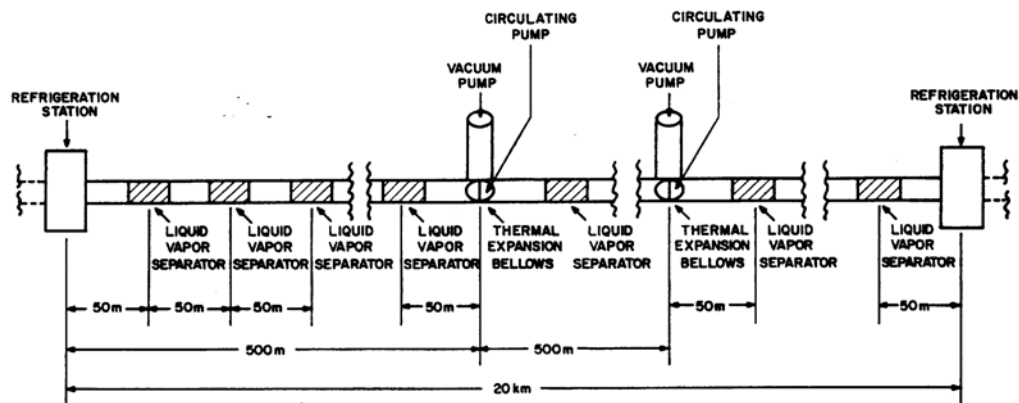 CIRCULATING
PUMP
CIRCULATING
PUMP
VACUUM
PUMP
VACUUM
PUMP
REFRIGERATION
STATION
REFRIGERATION
STATION
LIQUID
VAPOR
SEPARATOR
LIQUID
VAPOR
SEPARATOR
LIQUID
VAPOR
SEPARATOR
LIQUID
VAPOR
SEPARATOR
THERMAL
EXPANSION
BELLOWS
LIQUID
VAPOR
SEPARATOR
THERMAL
EXPANSION
BELLOWS
LIQUID
VAPOR
SEPARATOR
LIQUID
VAPOR
SEPARATOR
50m
50m
50m
50m
50m
50m
500m
500m
20km